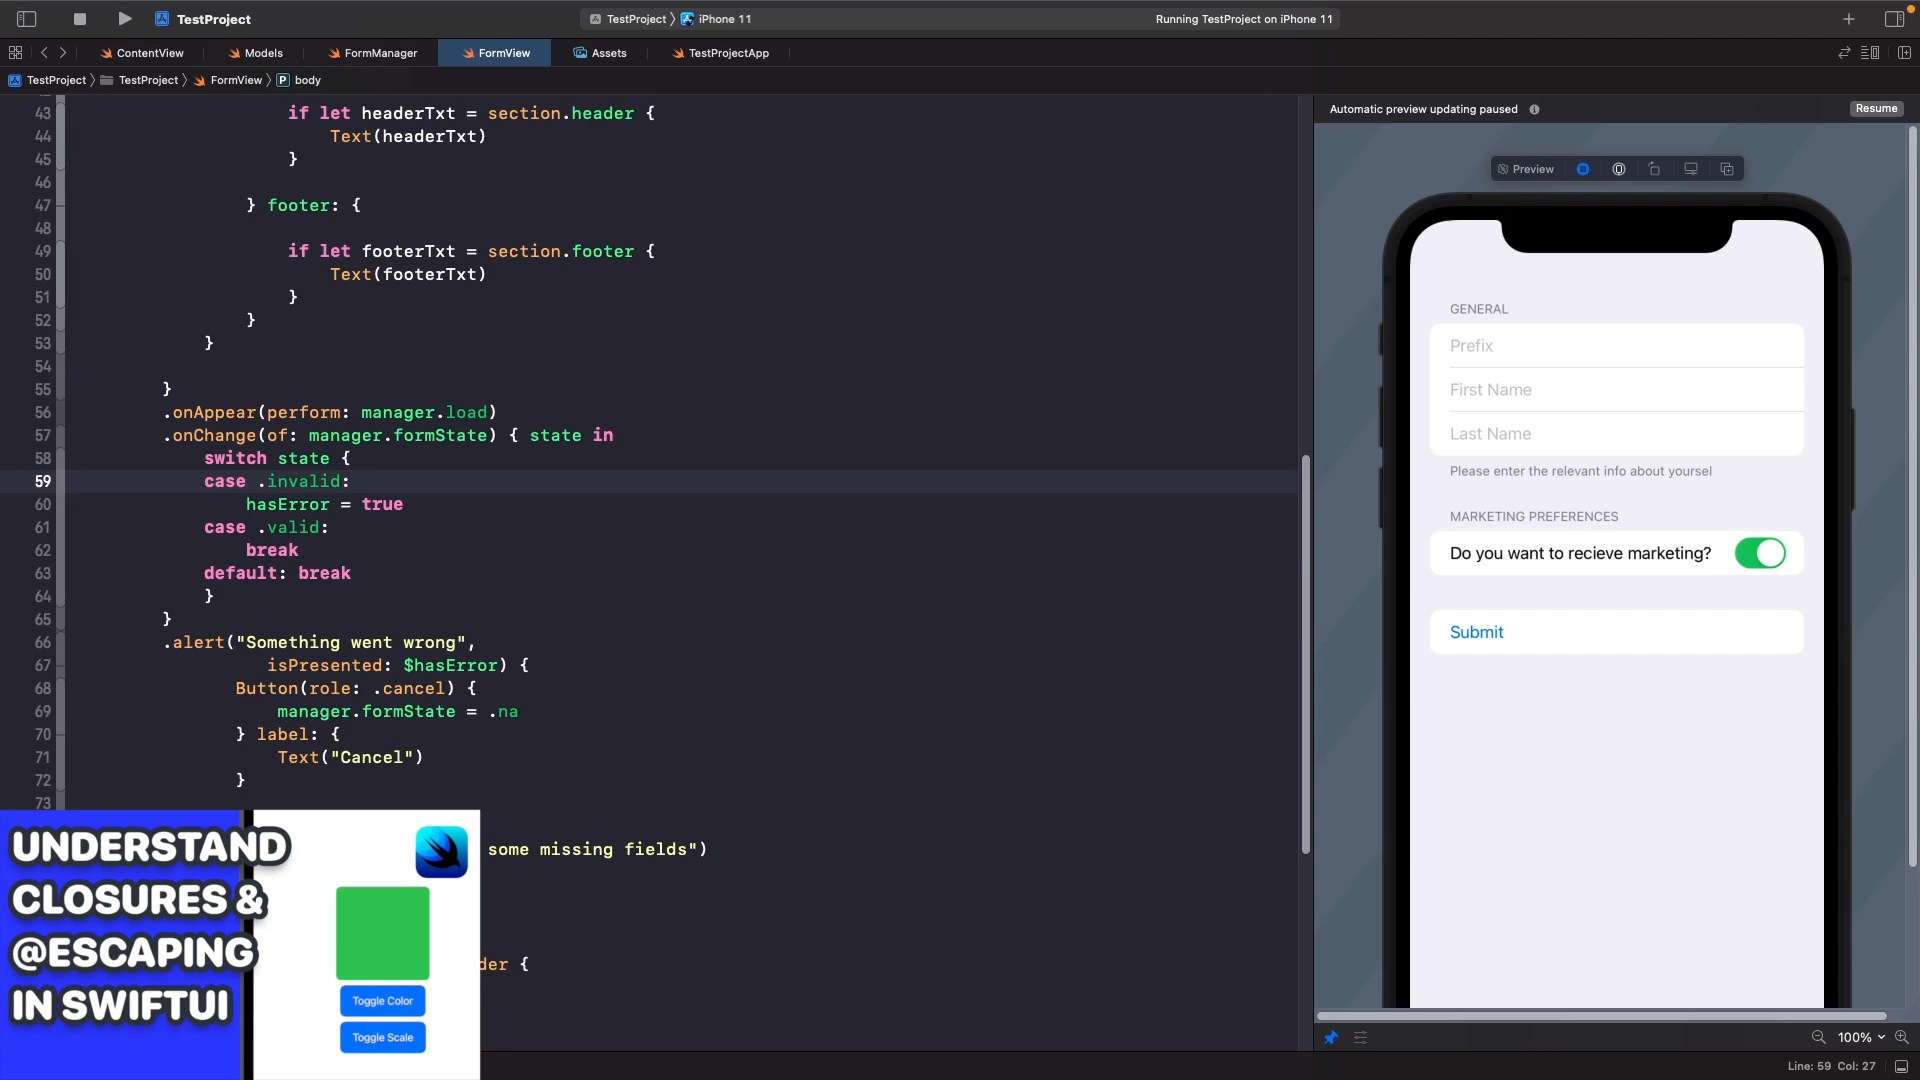 TestProject
TestProject
iPhone 11
Running TestProject on iPhone 11
ContentView
Models
FormManager
FormView
Assets
TestProjectApp
TestProject
TestProject
FormView
P
body
Automatic preview updating paused
Resume
43 if let headerTxt = section.header {
44 Text(headerTxt)
45 }
46
47 } footer: {
48
49 if let footerTxt = section.footer {
50 Text(footerTxt)
51 }
52 }
53 }
54
55 }
56 .onAppear(perform: manager.load)
57 .onChange(of: manager.formState) { state in
58 switch state {
59 case .invalid:
60 hasError = true
61 case .valid:
62 break
63 default: break
64 }
65 }
66 .alert("Something went wrong",
67 isPresented: $hasError) {
68 Button(role: .cancel) {
69 manager.formState = .na
70 } label: {
71 Text("Cancel")
72 }
73
some missing fields")
der {
UNDERSTAND
CLOSURES &
@ESCAPING
IN SWIFTUI
Toggle Color
Toggle Scale
Preview
GENERAL
Prefix
First Name
Last Name
Please enter the relevant info about yoursel
MARKETING PREFERENCES
Do you want to recieve marketing?
Submit
100%
Line: 59 Col: 27